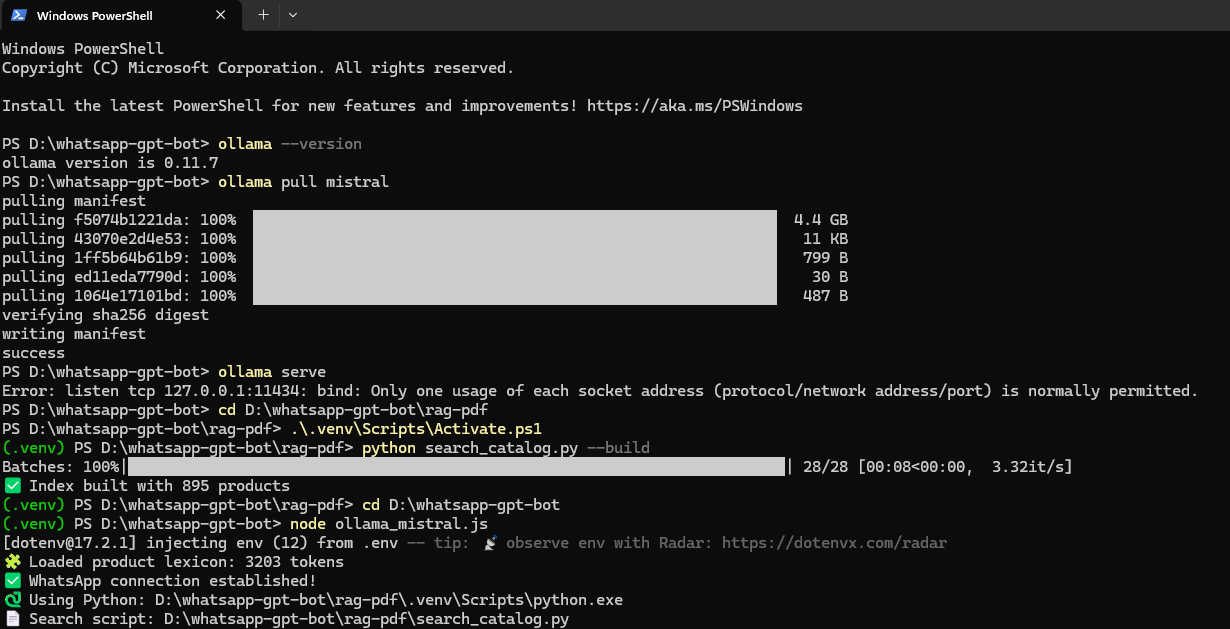 Windows PowerShell
Windows PowerShell
Copyright (C) Microsoft Corporation. All rights reserved.
Install the latest PowerShell for new features and improvements! https://aka.ms/PSWindows
PS D:\whatsapp-gpt-bot> ollama --version
ollama version is 0.11.7
PS D:\whatsapp-gpt-bot> ollama pull mistral
pulling manifest
pulling f5074b1221da: 100% 4.4 GB
pulling 43070e2d4e53: 100% 11 KB
pulling 1ff5b64b61b9: 100% 799 B
pulling ed11eda7790d: 100% 30 B
pulling 1064e17101bd: 100% 487 B
verifying sha256 digest
writing manifest
success
PS D:\whatsapp-gpt-bot> ollama serve
Error: listen tcp 127.0.0.1:11434: bind: Only one usage of each socket address (protocol/network address/port) is normally permitted.
PS D:\whatsapp-gpt-bot> cd D:\whatsapp-gpt-bot\rag-pdf
PS D:\whatsapp-gpt-bot\rag-pdf> .\.venv\Scripts\Activate.ps1
(.venv) PS D:\whatsapp-gpt-bot\rag-pdf> python search_catalog.py --build
Batches: 100%| | 28/28 [00:08<00:00, 3.32it/s]
✅ Index built with 895 products
(.venv) PS D:\whatsapp-gpt-bot\rag-pdf> cd D:\whatsapp-gpt-bot
(.venv) PS D:\whatsapp-gpt-bot> node ollama_mistral.js
[dotenv@17.2.1] injecting env (12) from .env -- tip: 📡 observe env with Radar: https://dotenvx.com/radar
🧩 Loaded product lexicon: 3203 tokens
✅ WhatsApp connection established!
🔄 Using Python: D:\whatsapp-gpt-bot\rag-pdf\.venv\Scripts\python.exe
📄 Search script: D:\whatsapp-gpt-bot\rag-pdf\search_catalog.py